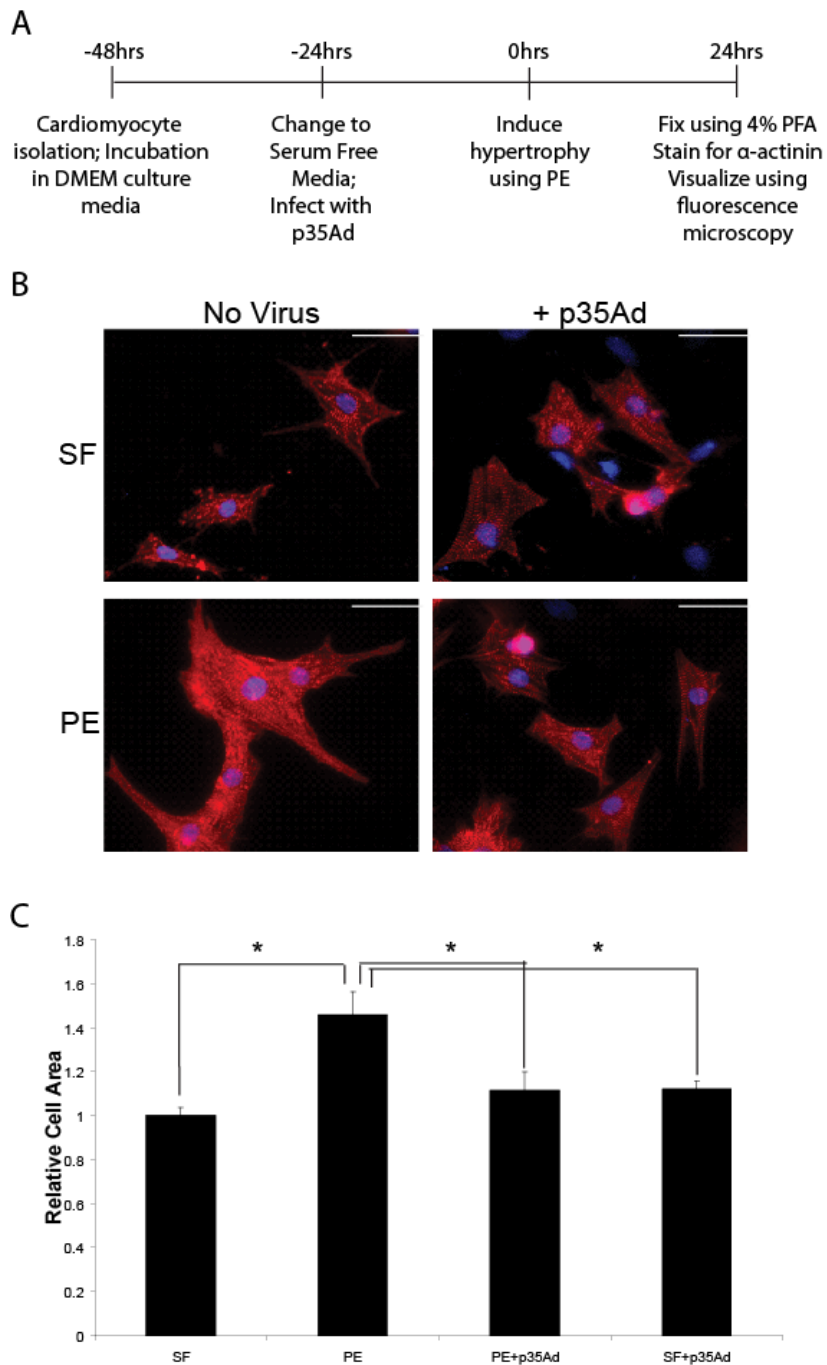 A
-48hrs -24hrs 0hrs 24hrs
Cardiomyocyte
isolation; Incubation
in DMEM culture
media
Change to
Serum Free
Media;
Infect with
p35Ad
Induce
hypertrophy
using PE
Fix using 4% PFA
Stain for α-actinin
Visualize using
fluorescence
microscopy
B
No Virus + p35Ad
SF
PE
C
Relative Cell Area
1.8
1.6
1.4
1.2
1
0.8
0.6
0.4
0.2
0
* * *
SF PE PE+p35Ad SF+p35Ad